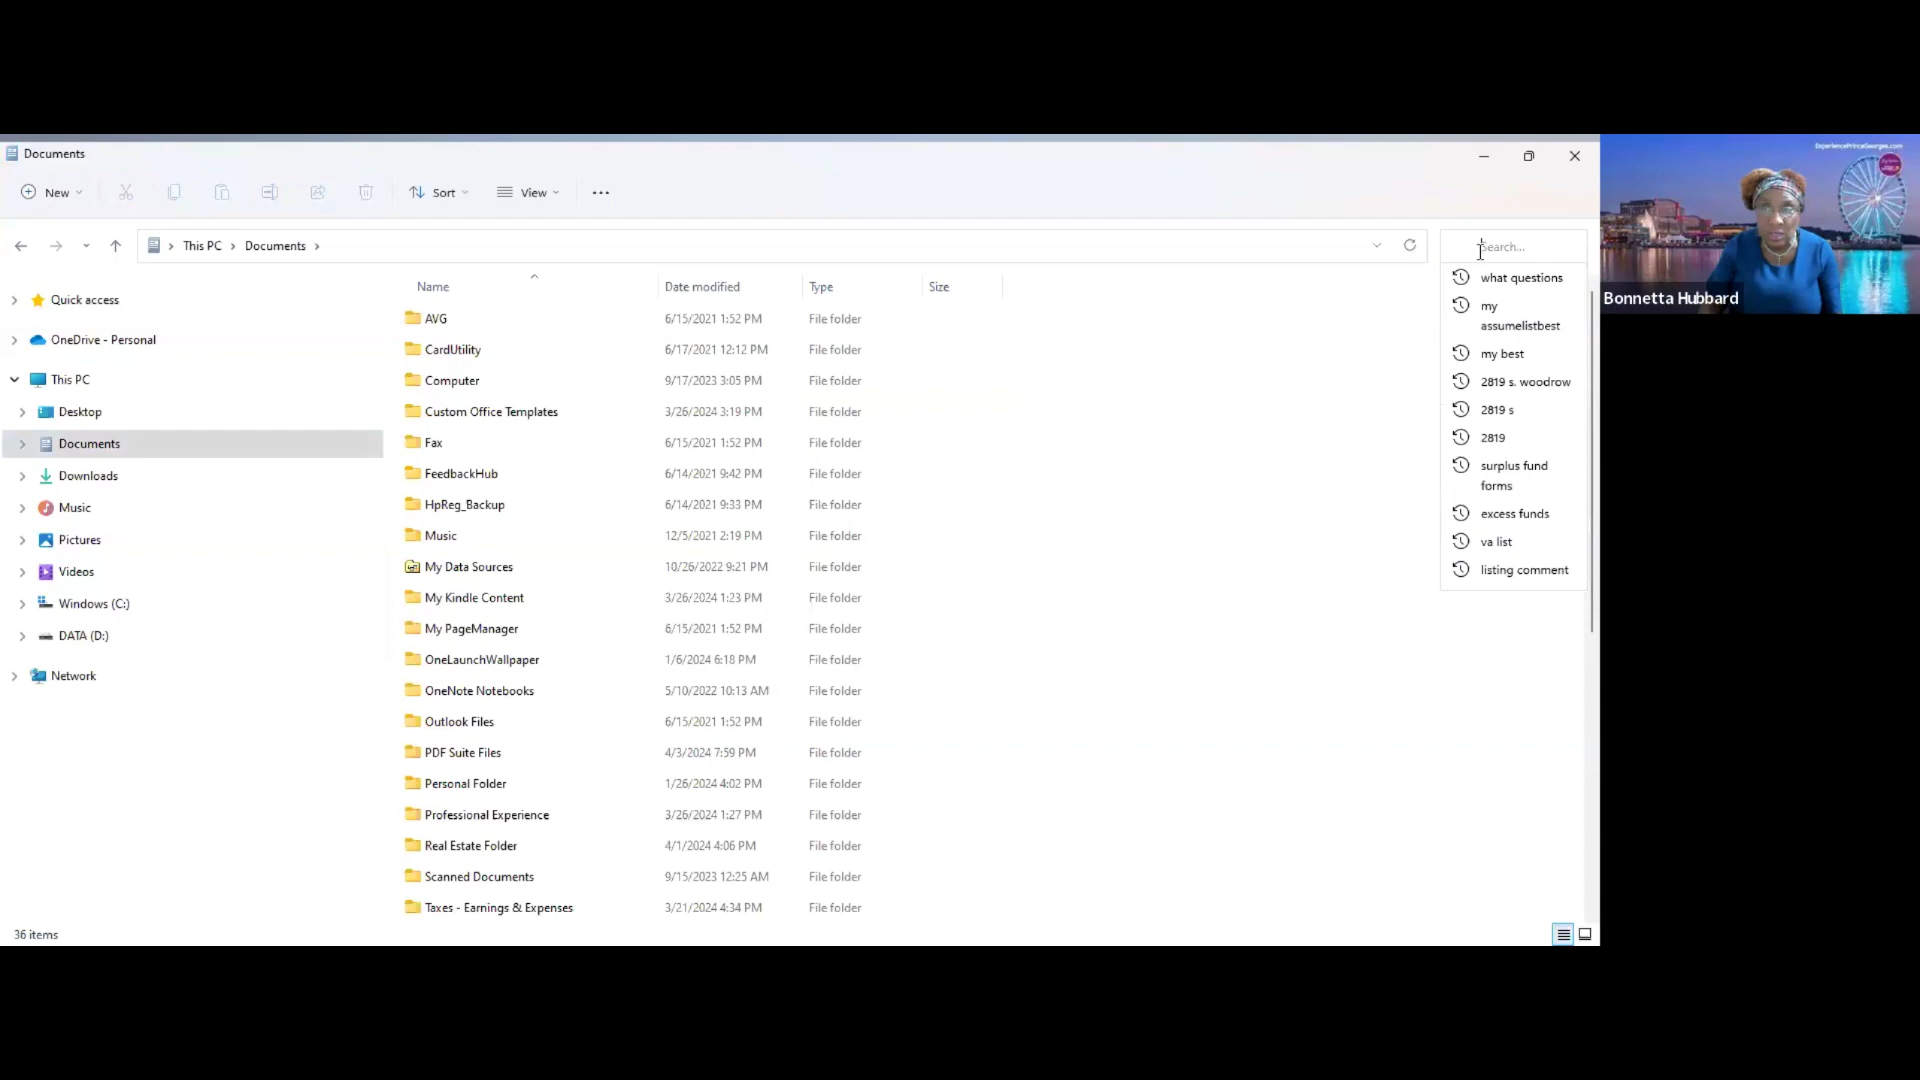 Documents
New
Sort
View
This PC
Documents
Search...
Quick access
OneDrive - Personal
This PC
Desktop
Documents
Downloads
Music
Pictures
Videos
Windows (C:)
DATA (D:)
Network
Name Date modified Type Size
AVG 6/15/2021 1:52 PM File folder
CardUtility 6/17/2021 12:12 PM File folder
Computer 9/17/2023 3:05 PM File folder
Custom Office Templates 3/26/2024 3:19 PM File folder
Fax 6/15/2021 1:52 PM File folder
FeedbackHub 6/14/2021 9:42 PM File folder
HpReg_Backup 6/14/2021 9:33 PM File folder
Music 12/5/2021 2:19 PM File folder
My Data Sources 10/26/2022 9:21 PM File folder
My Kindle Content 3/26/2024 1:23 PM File folder
My PageManager 6/15/2021 1:52 PM File folder
OneLaunchWallpaper 1/6/2024 6:18 PM File folder
OneNote Notebooks 5/10/2022 10:13 AM File folder
Outlook Files 6/15/2021 1:52 PM File folder
PDF Suite Files 4/3/2024 7:59 PM File folder
Personal Folder 1/26/2024 4:02 PM File folder
Professional Experience 3/26/2024 1:27 PM File folder
Real Estate Folder 4/1/2024 4:06 PM File folder
Scanned Documents 9/15/2023 12:25 AM File folder
Taxes - Earnings & Expenses 3/21/2024 4:34 PM File folder
what questions
my
assumelistbest
my best
2819 s. woodrow
2819 s
2819
surplus fund
forms
excess funds
va list
listing comment
36 items
ExperiencePrinceGeorges.com
Bonnetta Hubbard